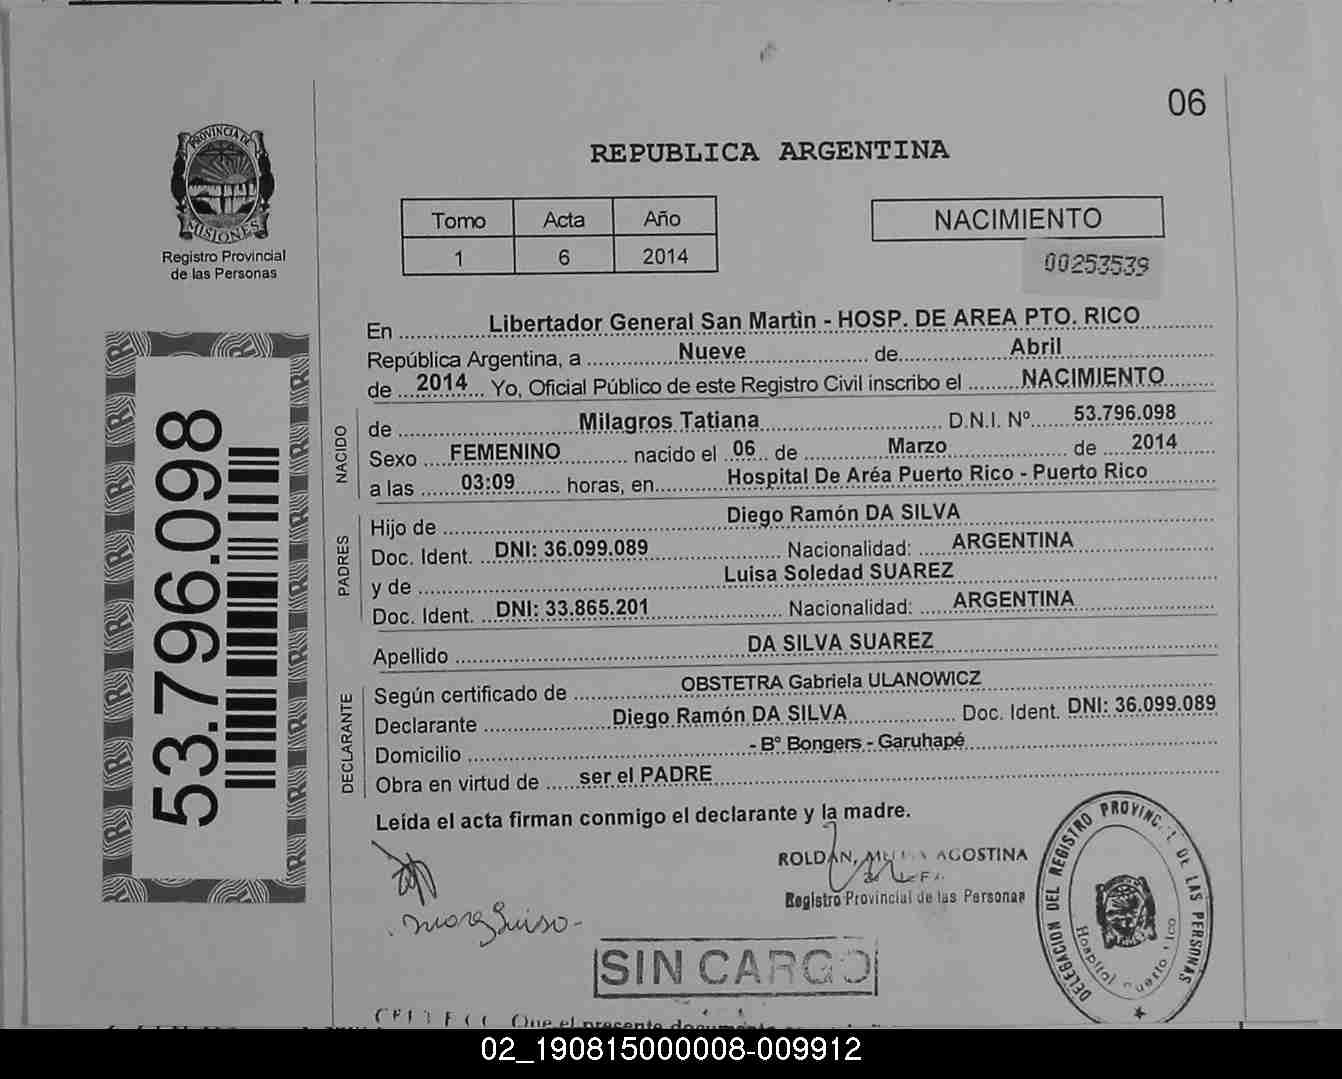 06
REPUBLICA ARGENTINA
PROVINCIA DE
MISIONES
Registro Provincial
de las Personas
Tomo Acta Año
1 6 2014
NACIMIENTO
00253539
53.796.098
En Libertador General San Martìn - HOSP. DE AREA PTO. RICO
República Argentina, a Nueve de Abril
de 2014 Yo, Oficial Público de este Registro Civil inscribo el NACIMIENTO
NACIDO
de Milagros Tatiana D.N.I. Nº 53.796.098
Sexo FEMENINO nacido el 06 de Marzo de 2014
a las 03:09 horas, en Hospital De Aréa Puerto Rico - Puerto Rico
PADRES
Hijo de Diego Ramón DA SILVA
Doc. Ident. DNI: 36.099.089 Nacionalidad: ARGENTINA
y de Luisa Soledad SUAREZ
Doc. Ident. DNI: 33.865.201 Nacionalidad: ARGENTINA
Apellido DA SILVA SUAREZ
DECLARANTE
Según certificado de OBSTETRA Gabriela ULANOWICZ
Declarante Diego Ramón DA SILVA Doc. Ident. DNI: 36.099.089
Domicilio - Bº Bongers - Garuhapé
Obra en virtud de ser el PADRE
Leída el acta firman conmigo el declarante y la madre.
ROLDAN, AGOSTINA
Registro Provincial de las Personas
DELEGACION DEL REGISTRO PROVINC DE LAS PERSONAS
Hospital
SIN CARGO
Que el presente
02_190815000008-009912